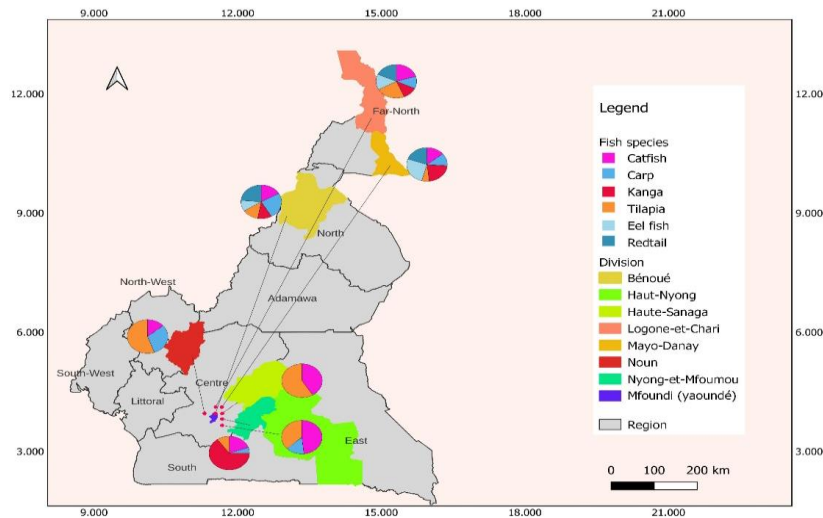 9.000 12.000 15.000 18.000 21.000
12.000
Far-North
9.000
North
Adamawa
North-West
6.000
South-West
Centre
Littoral
East
South
3.000
9.000 12.000 15.000 18.000 21.000
Legend
Fish species
Catfish
Carp
Kanga
Tilapia
Eel fish
Redtail
Division
Bénoué
Haut-Nyong
Haute-Sanaga
Logone-et-Chari
Mayo-Danay
Noun
Nyong-et-Mfoumou
Mfoundi (yaoundé)
Region
0 100 200 km
12.000
9.000
6.000
3.000